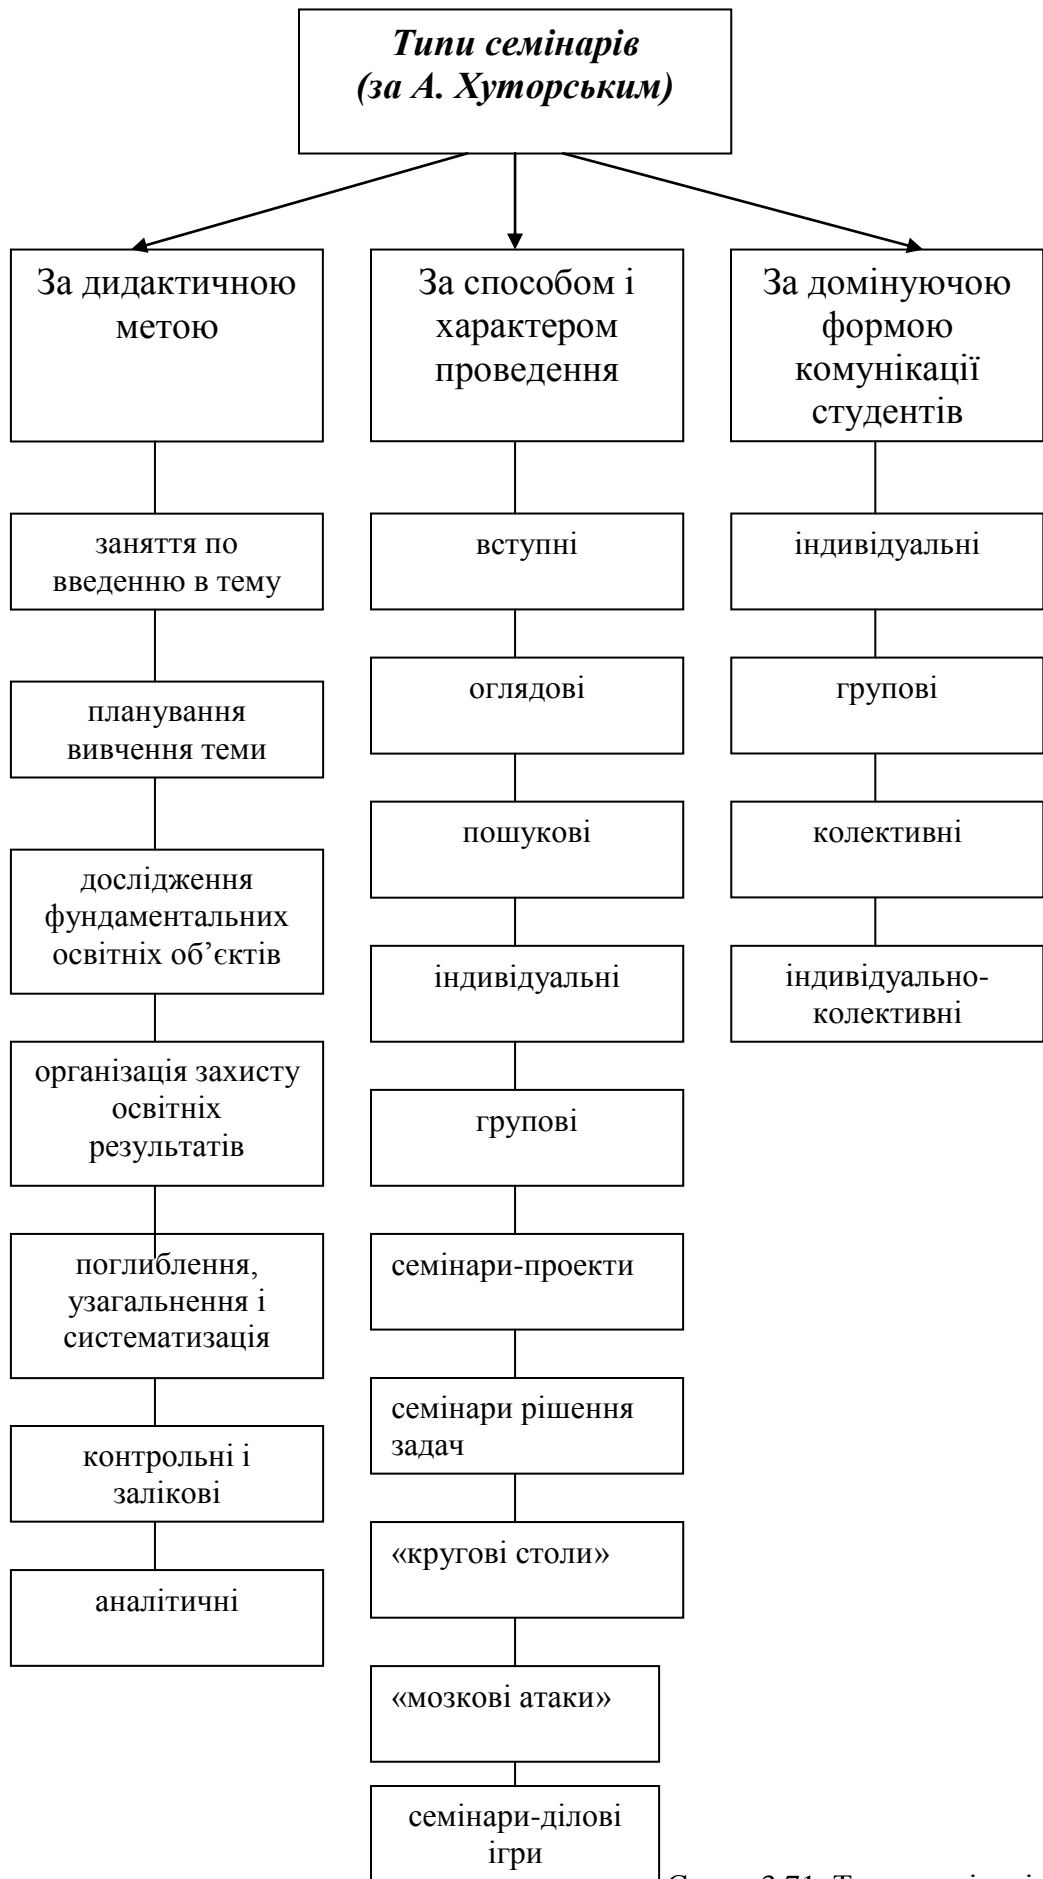 Типи семінарів
(за А. Хуторським)
За дидактичною
метою
заняття по
введенню в тему
планування
вивчення теми
дослідження
фундаментальних
освітніх об’єктів
організація захисту
освітніх
результатів
поглиблення,
узагальнення і
систематизація
контрольні і
залікові
аналітичні
За способом і
характером
проведення
вступні
оглядові
пошукові
індивідуальні
групові
семінари-проекти
семінари рішення
задач
«кругові столи»
«мозкові атаки»
семінари-ділові
ігри
За домінуючою
формою
комунікації
студентів
індивідуальні
групові
колективні
індивідуально-
колективні